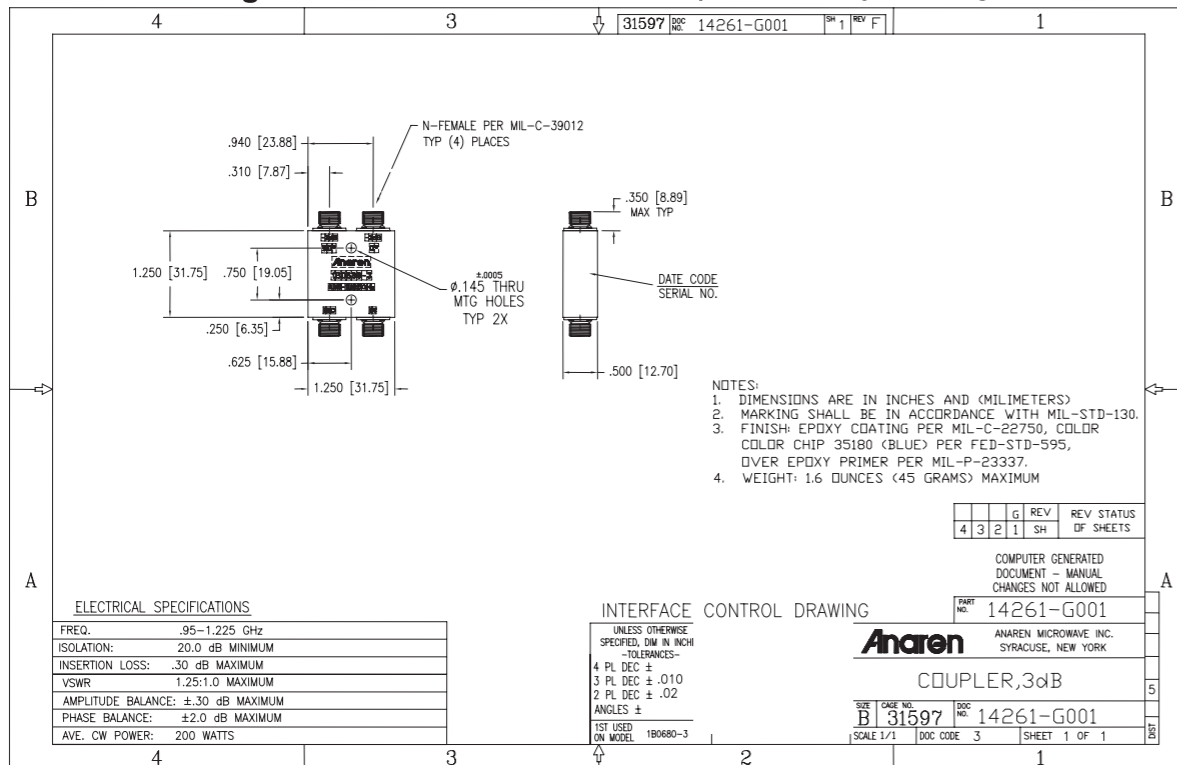 4 3 1
31597 DOC NO. 14261-G001 SH 1 REV F
B B
N-FEMALE PER MIL-C-39012
TYP (4) PLACES
.940 [23.88]
.310 [7.87]
.350 [8.89]
MAX TYP
1.250 [31.75]
.750 [19.05]
Anaren
±.0005
Ø.145 THRU
MTG HOLES
TYP 2X
DATE CODE
SERIAL NO.
.250 [6.35]
.625 [15.88]
1.250 [31.75]
.500 [12.70]
NOTES:
1. DIMENSIONS ARE IN INCHES AND (MILIMETERS)
2. MARKING SHALL BE IN ACCORDANCE WITH MIL-STD-130.
3. FINISH: EPOXY COATING PER MIL-C-22750, COLOR
COLOR CHIP 35180 (BLUE) PER FED-STD-595,
OVER EPOXY PRIMER PER MIL-P-23337.
4. WEIGHT: 1.6 OUNCES (45 GRAMS) MAXIMUM
G REV REV STATUS
4 3 2 1 SH OF SHEETS
COMPUTER GENERATED
DOCUMENT - MANUAL
CHANGES NOT ALLOWED
A A
ELECTRICAL SPECIFICATIONS
FREQ. .95-1.225 GHz
ISOLATION: 20.0 dB MINIMUM
INSERTION LOSS: .30 dB MAXIMUM
VSWR 1.25:1.0 MAXIMUM
AMPLITUDE BALANCE: ±.30 dB MAXIMUM
PHASE BALANCE: ±2.0 dB MAXIMUM
AVE. CW POWER: 200 WATTS
INTERFACE CONTROL DRAWING
UNLESS OTHERWISE
SPECIFIED, DIM IN INCH
-TOLERANCES-
4 PL DEC ±
3 PL DEC ± .010
2 PL DEC ± .02
ANGLES ±
1ST USED
ON MODEL 1B0680-3
PART NO. 14261-G001
Anaren
ANAREN MICROWAVE INC.
SYRACUSE, NEW YORK
COUPLER,3dB
SIZE B CAGE NO. 31597 DOC NO. 14261-G001
SCALE 1/1 DOC CODE 3 SHEET 1 OF 1
5
DIST
4 3 2 1